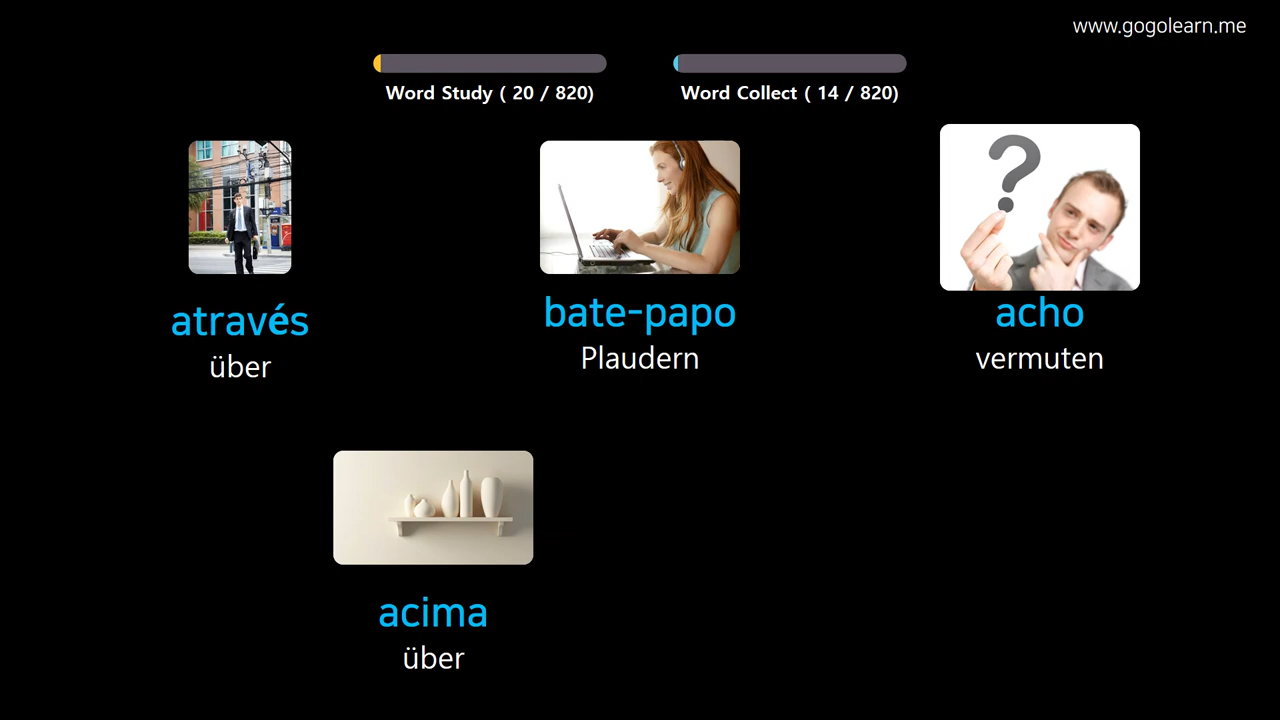 www.gogolearn.me
Word Study ( 20 / 820)
Word Collect ( 14 / 820)
através
über
bate-papo
Plaudern
acho
vermuten
acima
über